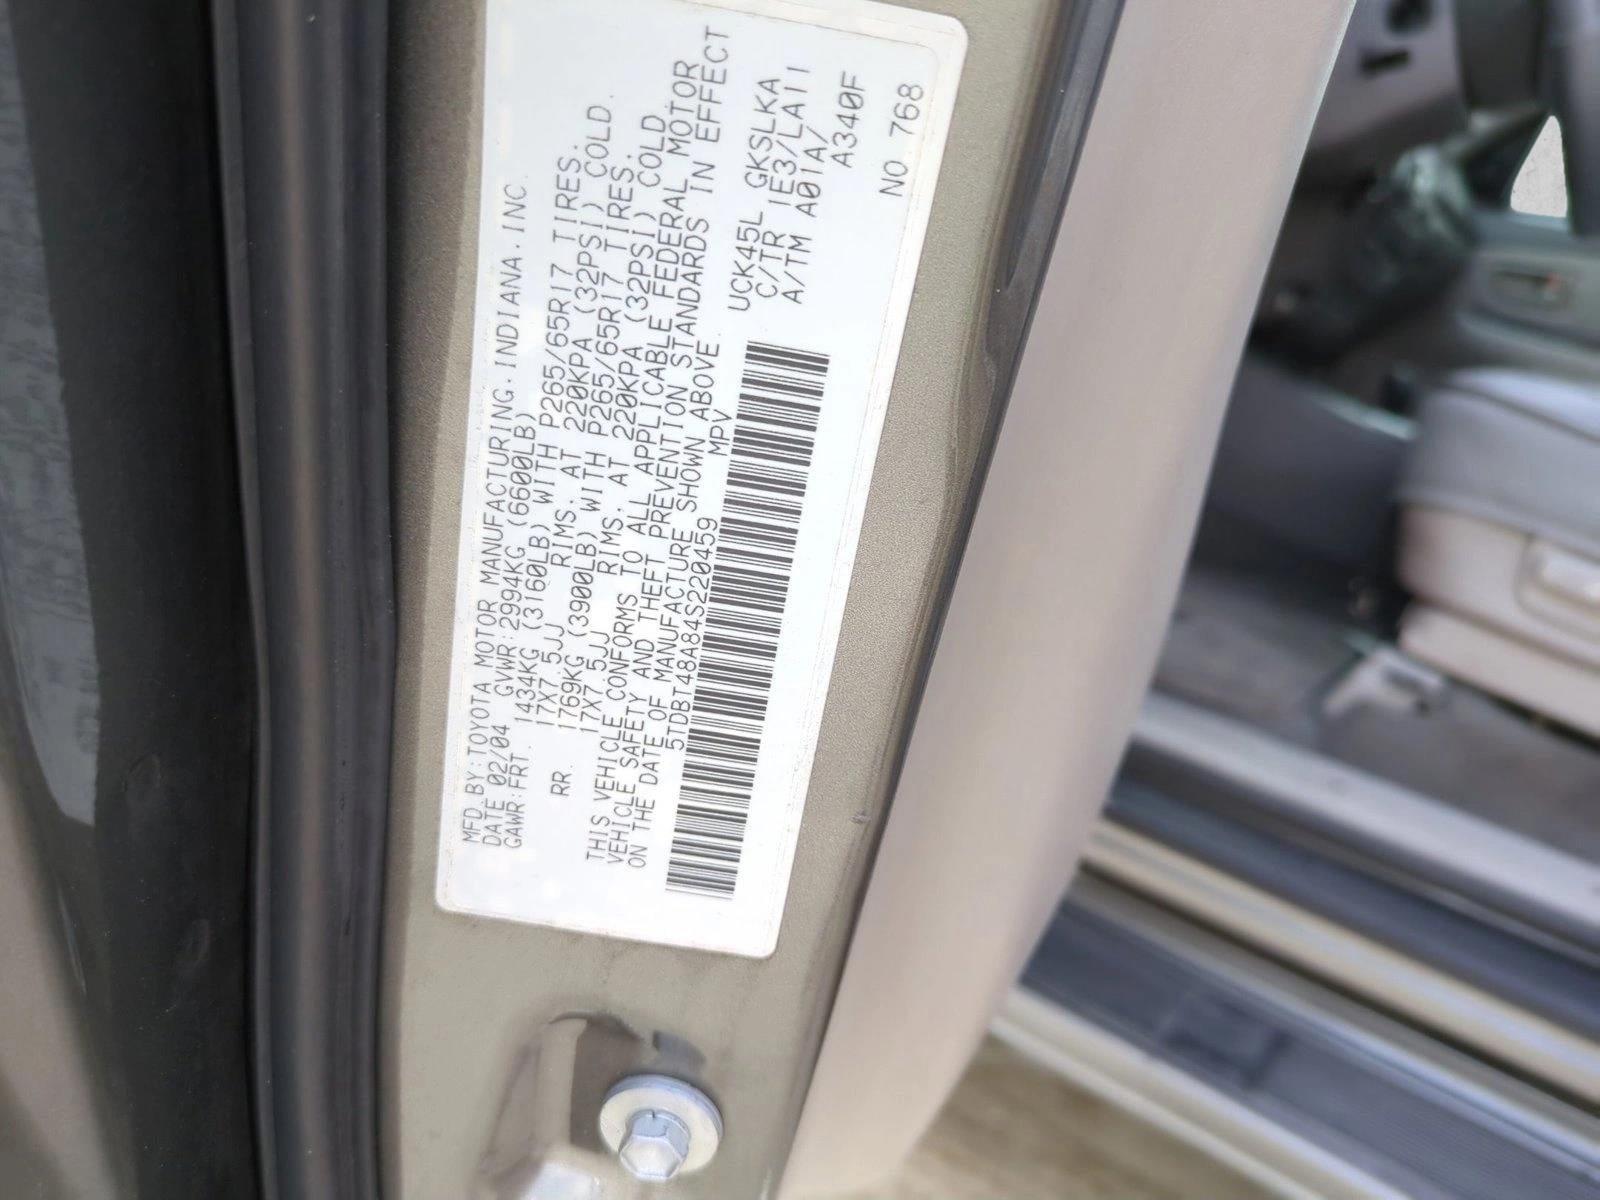 MFD.BY:TOYOTA MOTOR MANUFACTURING.INDIANA.INC.
DATE 02/04 GVWR:2994KG(6600LB)
GAWR:FRT. 1434KG (3160LB) WITH P265/65R17 TIRES.
17X7.5JJ RIMS. AT 220KPA (32PSI) COLD.
RR. 1769KG (3900LB) WITH P265/65R17 TIRES.
17X7.5JJ RIMS. AT 220KPA (32PSI) COLD
THIS VEHICLE CONFORMS TO ALL APPLICABLE FEDERAL MOTOR
VEHICLE SAFETY AND THEFT PREVENTION STANDARDS IN EFFECT
ON THE DATE OF MANUFACTURE SHOWN ABOVE.
5TDBT48A84S220459 MPV
UCK45L GKSLKA
C/TR 1E3/LA11
A/TM A01A/
A340F
NO.768